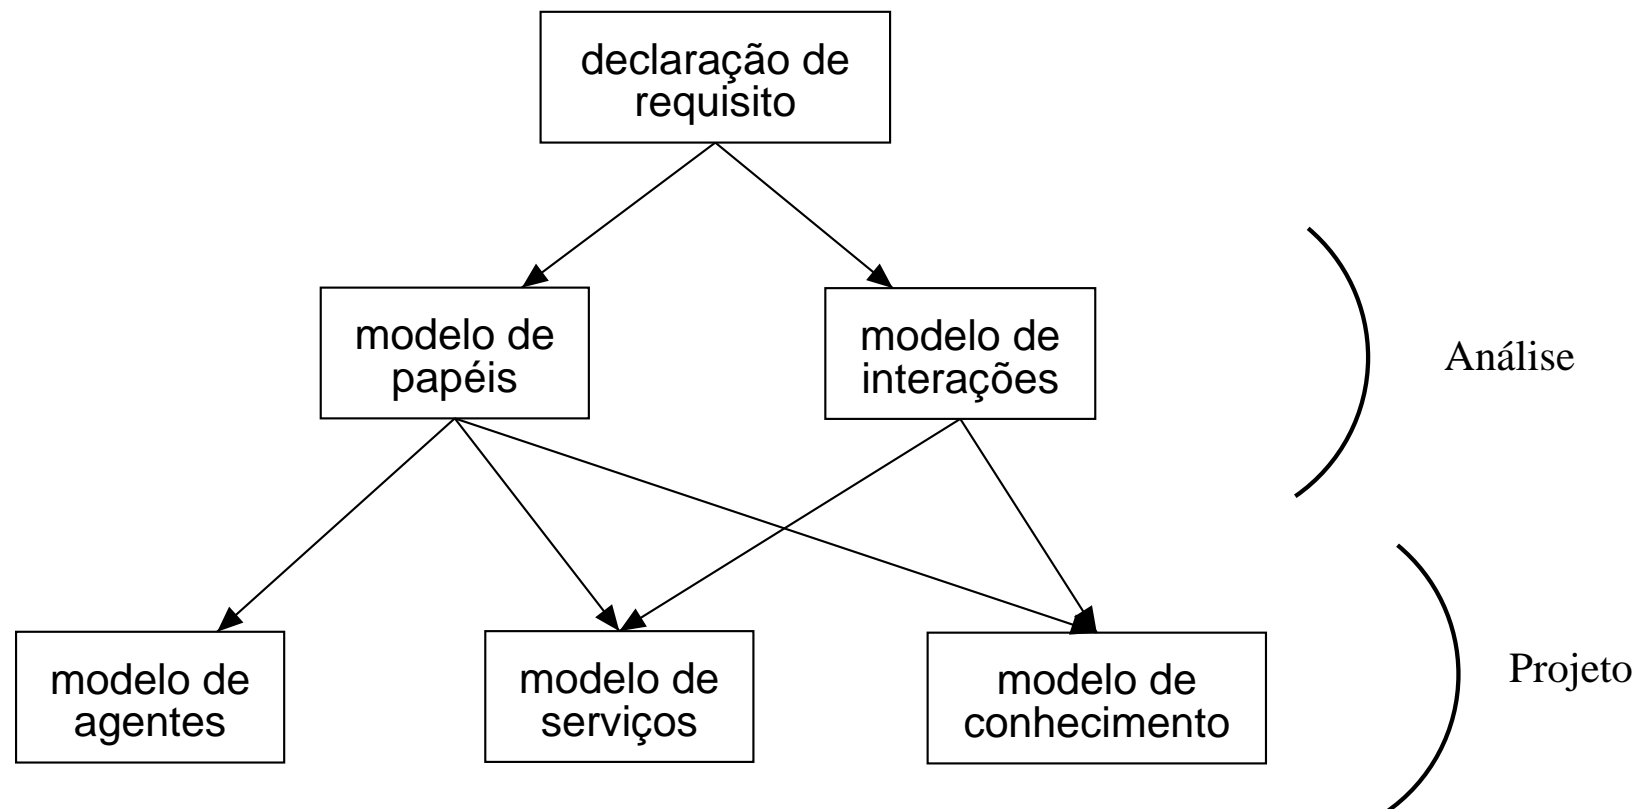 declaração de
requisito
modelo de
papéis
modelo de
interações
Análise
modelo de
agentes
modelo de
serviços
modelo de
conhecimento
Projeto